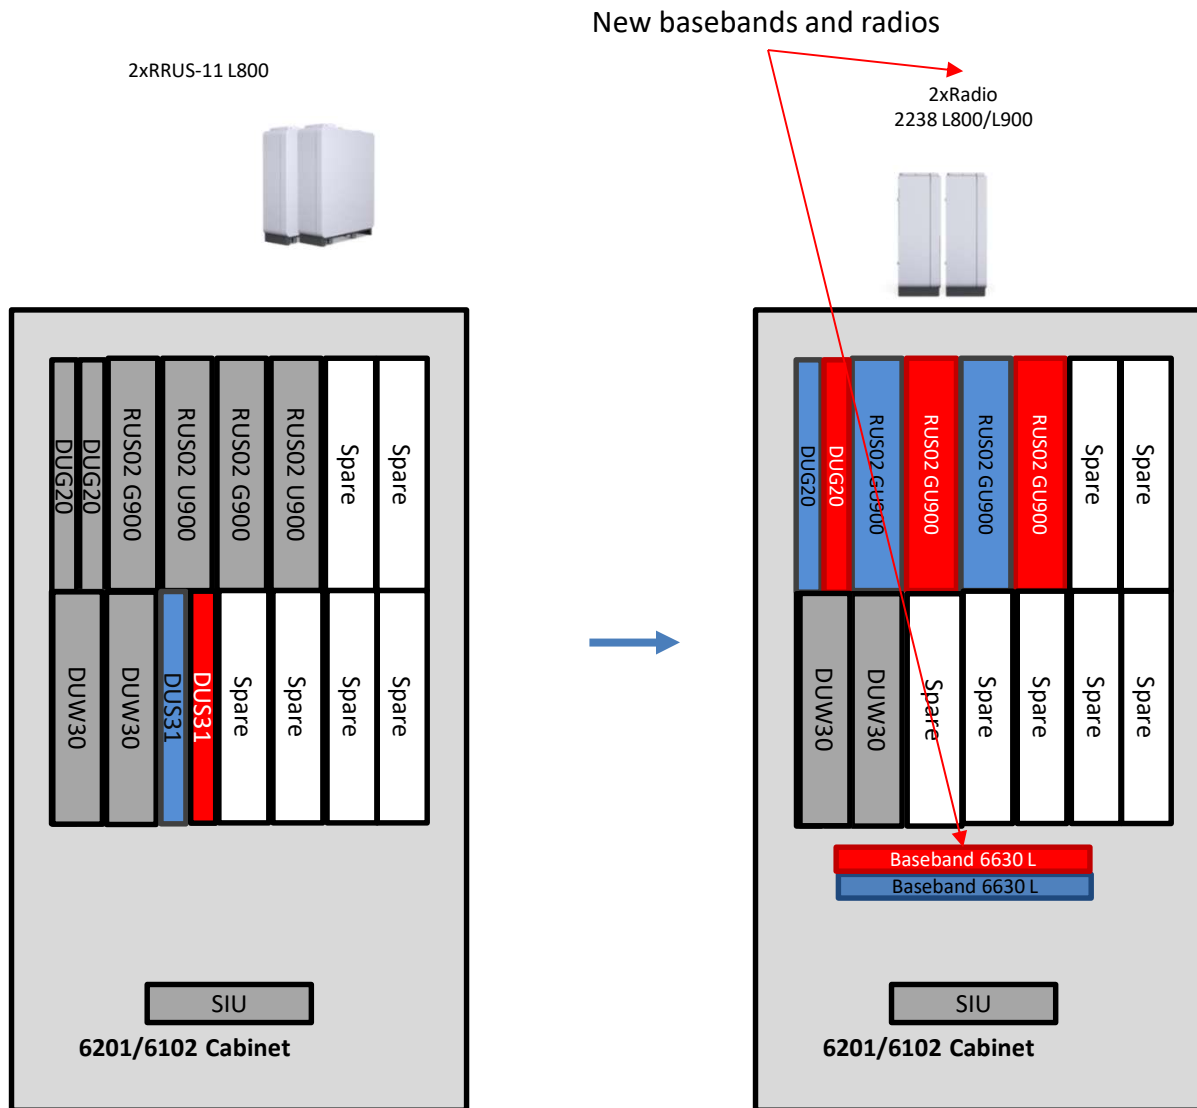 New basebands and radios
2xRRUS-11 L800
2xRadio
2238 L800/L900
DUG20
DUG20
RUS02 G900
RUS02 U900
RUS02 G900
RUS02 U900
Spare
Spare
DUW30
DUW30
DUS31
DUS31
Spare
Spare
Spare
Spare
SIU
6201/6102 Cabinet
DUG20
DUG20
RUS02 GU900
RUS02 GU900
RUS02 GU900
RUS02 GU900
Spare
Spare
DUW30
DUW30
Spare
Spare
Spare
Spare
Spare
Baseband 6630 L
Baseband 6630 L
SIU
6201/6102 Cabinet